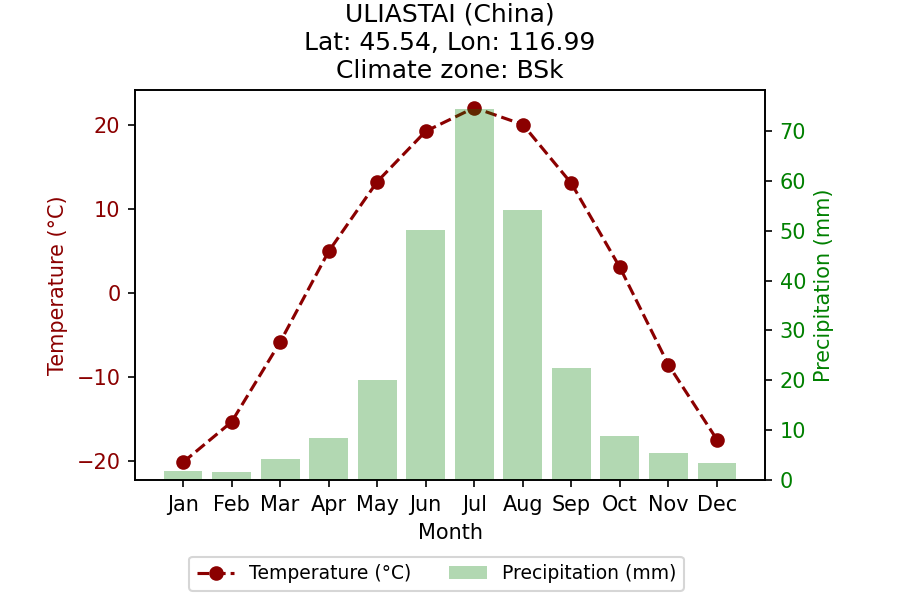 ULIASTAI (China)
Lat: 45.54, Lon: 116.99
Climate zone: BSk
Temperature (°C)
20
10
0
−10
−20
Precipitation (mm)
70
60
50
40
30
20
10
0
Jan Feb Mar Apr May Jun Jul Aug Sep Oct Nov Dec
Month
Temperature (°C) Precipitation (mm)